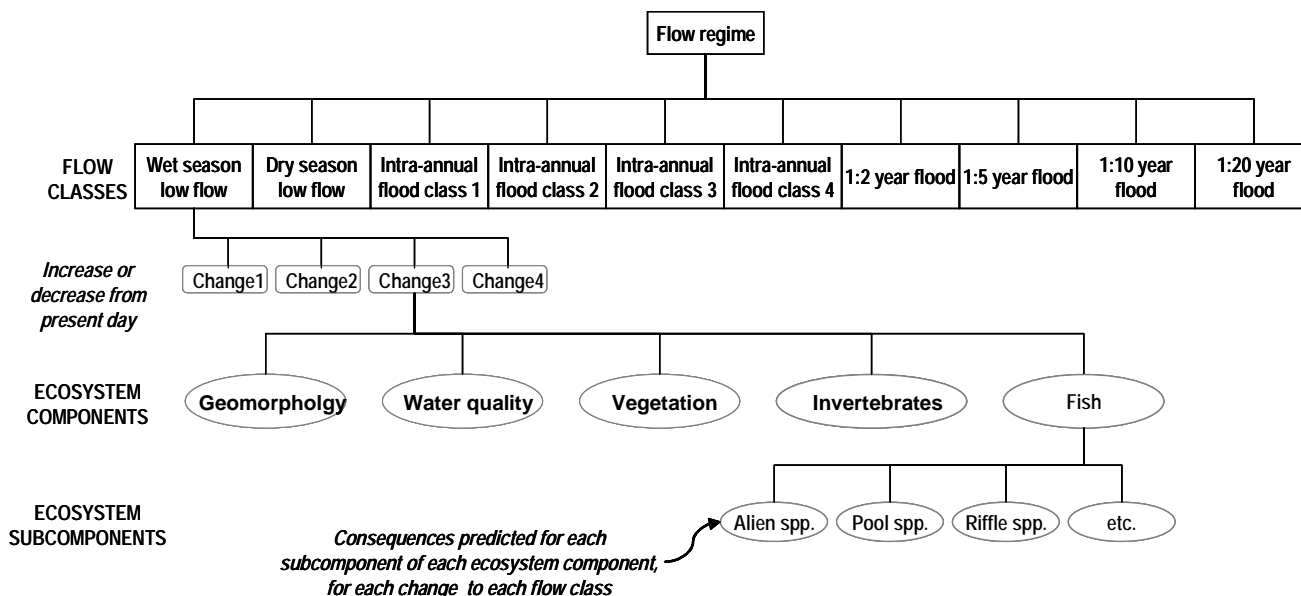 Flow regime
FLOW
CLASSES
Wet season
low flow
Dry season
low flow
Intra-annual
flood class 1
Intra-annual
flood class 2
Intra-annual
flood class 3
Intra-annual
flood class 4
1:2 year flood
1:5 year flood
1:10 year
flood
1:20 year
flood
Increase or
decrease from
present day
Change1
Change2
Change3
Change4
ECOSYSTEM
COMPONENTS
Geomorpholgy
Water quality
Vegetation
Invertebrates
Fish
ECOSYSTEM
SUBCOMPONENTS
Alien spp.
Pool spp.
Riffle spp.
etc.
Consequences predicted for each
subcomponent of each ecosystem component,
for each change to each flow class